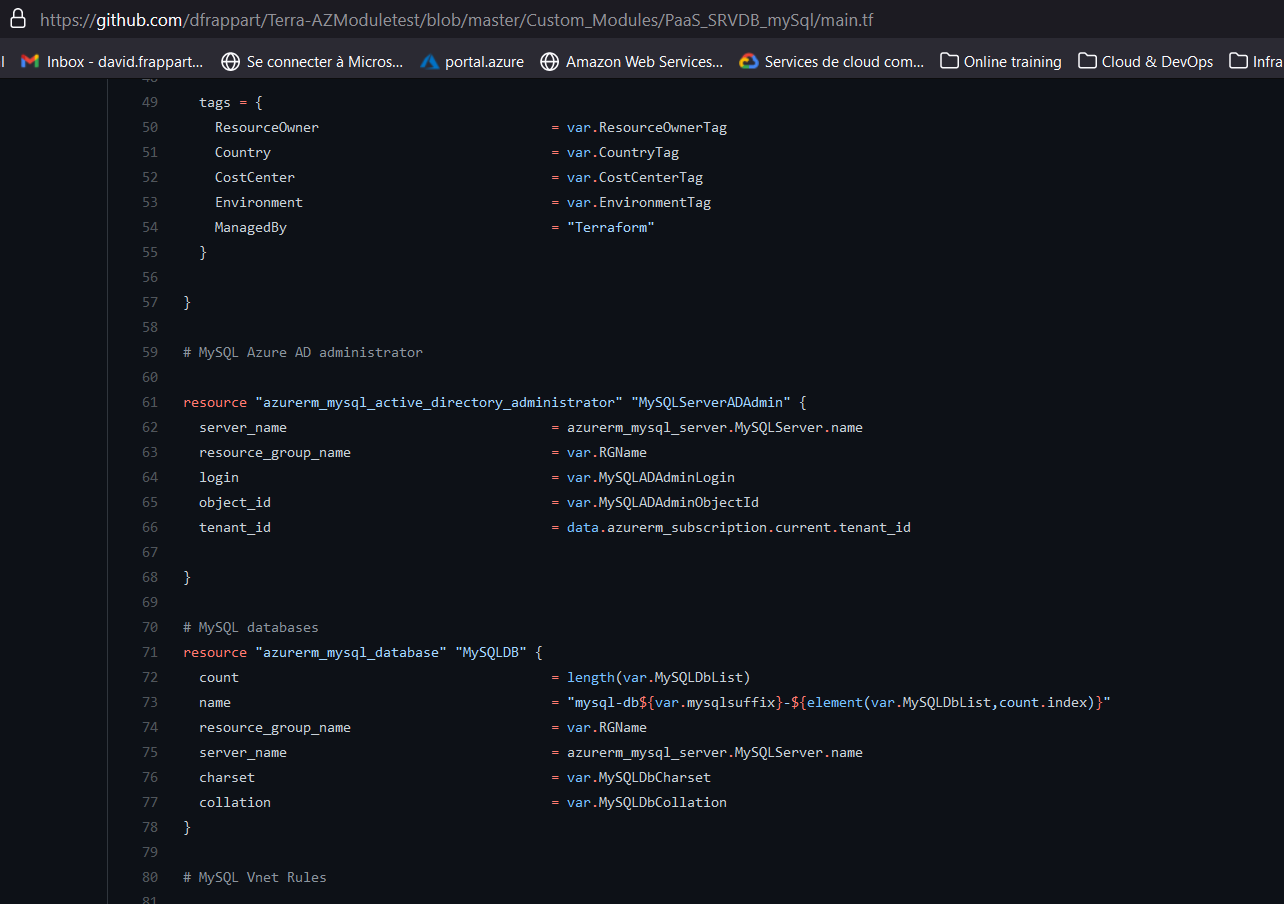 https://github.com/dfrappart/Terra-AZModuletest/blob/master/Custom_Modules/PaaS_SRVDB_mySql/main.tf
l Inbox - david.frappart... Se connecter à Micros... portal.azure Amazon Web Services... Services de cloud com... Online training Cloud & DevOps Infra
49 tags = {
50 ResourceOwner = var.ResourceOwnerTag
51 Country = var.CountryTag
52 CostCenter = var.CostCenterTag
53 Environment = var.EnvironmentTag
54 ManagedBy = "Terraform"
55 }
56
57 }
58
59 # MySQL Azure AD administrator
60
61 resource "azurerm_mysql_active_directory_administrator" "MySQLServerADAdmin" {
62 server_name = azurerm_mysql_server.MySQLServer.name
63 resource_group_name = var.RGName
64 login = var.MySQLADAdminLogin
65 object_id = var.MySQLADAdminObjectId
66 tenant_id = data.azurerm_subscription.current.tenant_id
67
68 }
69
70 # MySQL databases
71 resource "azurerm_mysql_database" "MySQLDB" {
72 count = length(var.MySQLDbList)
73 name = "mysql-db${var.mysqlsuffix}-${element(var.MySQLDbList,count.index)}"
74 resource_group_name = var.RGName
75 server_name = azurerm_mysql_server.MySQLServer.name
76 charset = var.MySQLDbCharset
77 collation = var.MySQLDbCollation
78 }
79
80 # MySQL Vnet Rules
81